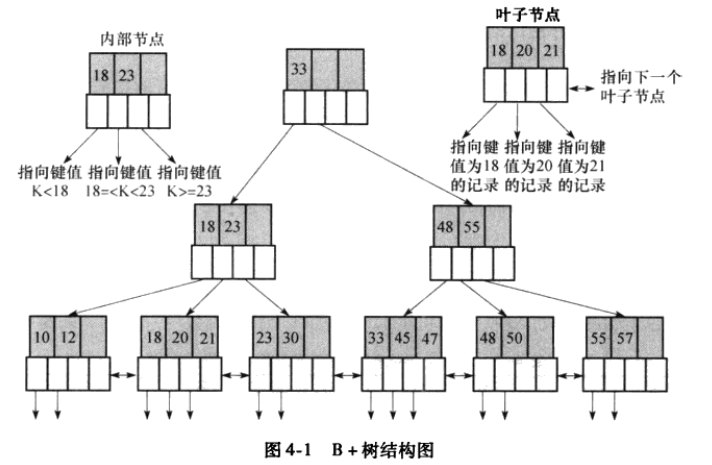 内部节点
18 23
指向键值 指向键值 指向键值
K<18 18=<K<23 K>=23
33
叶子节点
18 20 21
指向下一个
叶子节点
指向键 指向键 指向键
值为18 值为20 值为21
的记录 的记录 的记录
18 23
48 55
10 12
18 20 21
23 30
33 45 47
48 50
55 57
图 4-1 B+树结构图